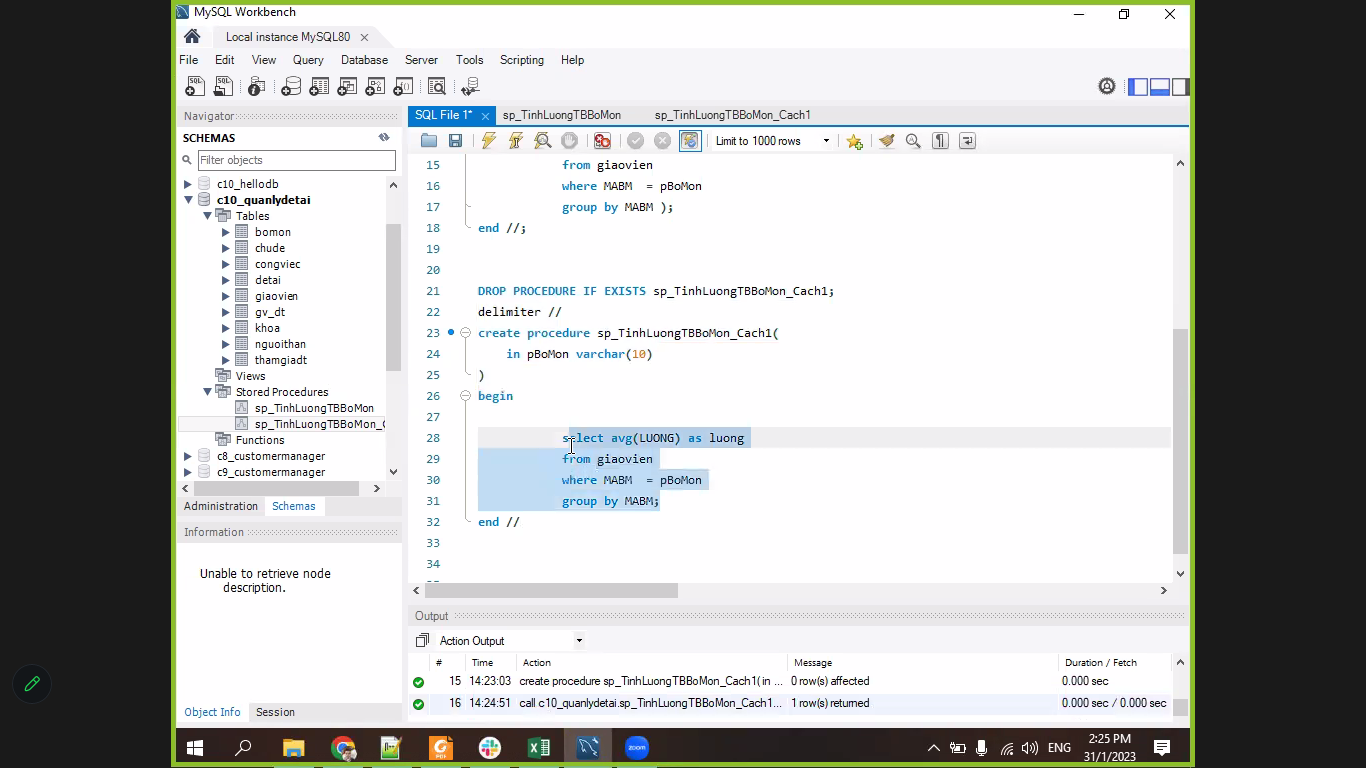 MySQL Workbench
Local instance MySQL80
File Edit View Query Database Server Tools Scripting Help
Navigator
SCHEMAS
Filter objects
c10_hellodb
c10_quanlydetai
Tables
bomon
chude
congviec
detai
giaovien
gv_dt
khoa
nguoithan
thamgiadt
Views
Stored Procedures
sp_TinhLuongTBBoMon
sp_TinhLuongTBBoMon_C
Functions
c8_customermanager
c9_customermanager
Administration Schemas
Information
Unable to retrieve node
description.
Object Info Session
SQL File 1* sp_TinhLuongTBBoMon sp_TinhLuongTBBoMon_Cach1
Limit to 1000 rows
15 from giaovien
16 where MABM = pBoMon
17 group by MABM );
18 end //;
19
20
21 DROP PROCEDURE IF EXISTS sp_TinhLuongTBBoMon_Cach1;
22 delimiter //
23 create procedure sp_TinhLuongTBBoMon_Cach1(
24 in pBoMon varchar(10)
25 )
26 begin
27
28 select avg(LUONG) as luong
29 from giaovien
30 where MABM = pBoMon
31 group by MABM;
32 end //
33
34
Output
Action Output
# Time Action Message Duration / Fetch
15 14:23:03 create procedure sp_TinhLuongTBBoMon_Cach1( in ... 0 row(s) affected 0.000 sec
16 14:24:51 call c10_quanlydetai.sp_TinhLuongTBBoMon_Cach1... 1 row(s) returned 0.000 sec / 0.000 sec
zoom
ENG
2:25 PM
31/1/2023